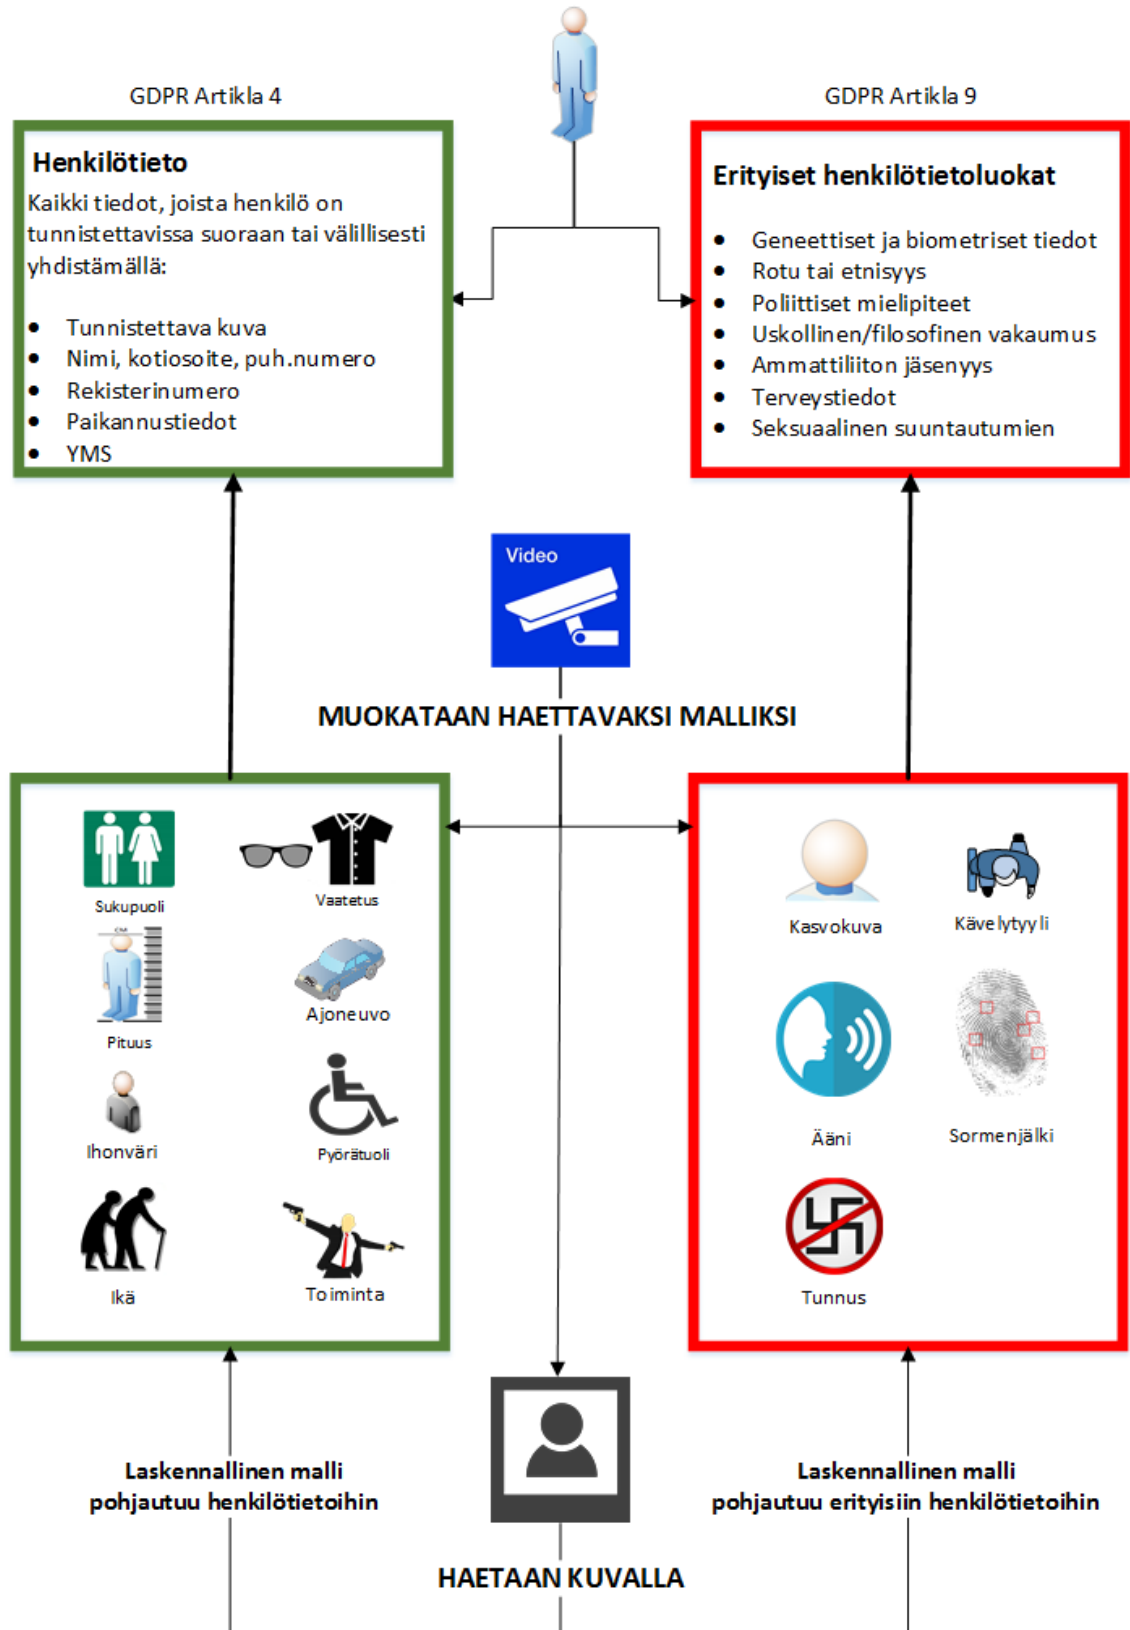 GDPR Artikla 4
GDPR Artikla 9
Henkilötieto
Kaikki tiedot, joista henkilö on
tunnistettavissa suoraan tai välillisesti
yhdistämällä:
• Tunnistettava kuva
• Nimi, kotiosoite, puh.numero
• Rekisterinumero
• Paikannustiedot
• YMS
Erityiset henkilötietoluokat
• Geneettiset ja biometriset tiedot
• Rotu tai etnisyys
• Poliittiset mielipiteet
• Uskollinen/filosofinen vakaumus
• Ammattiliiton jäsenyys
• Terveystiedot
• Seksuaalinen suuntautumien
Video
MUOKATAAN HAETTAVAKSI MALLIKSI
Sukupuoli
Vaatetus
CM
Pituus
Ajoneuvo
Ihonväri
Pyörätuoli
Ikä
Toiminta
Kasvokuva
Kävelytyyli
Ääni
Sormenjälki
Tunnus
Laskennallinen malli
pohjautuu henkilötietoihin
Laskennallinen malli
pohjautuu erityisiin henkilötietoihin
HAETAAN KUVALLA